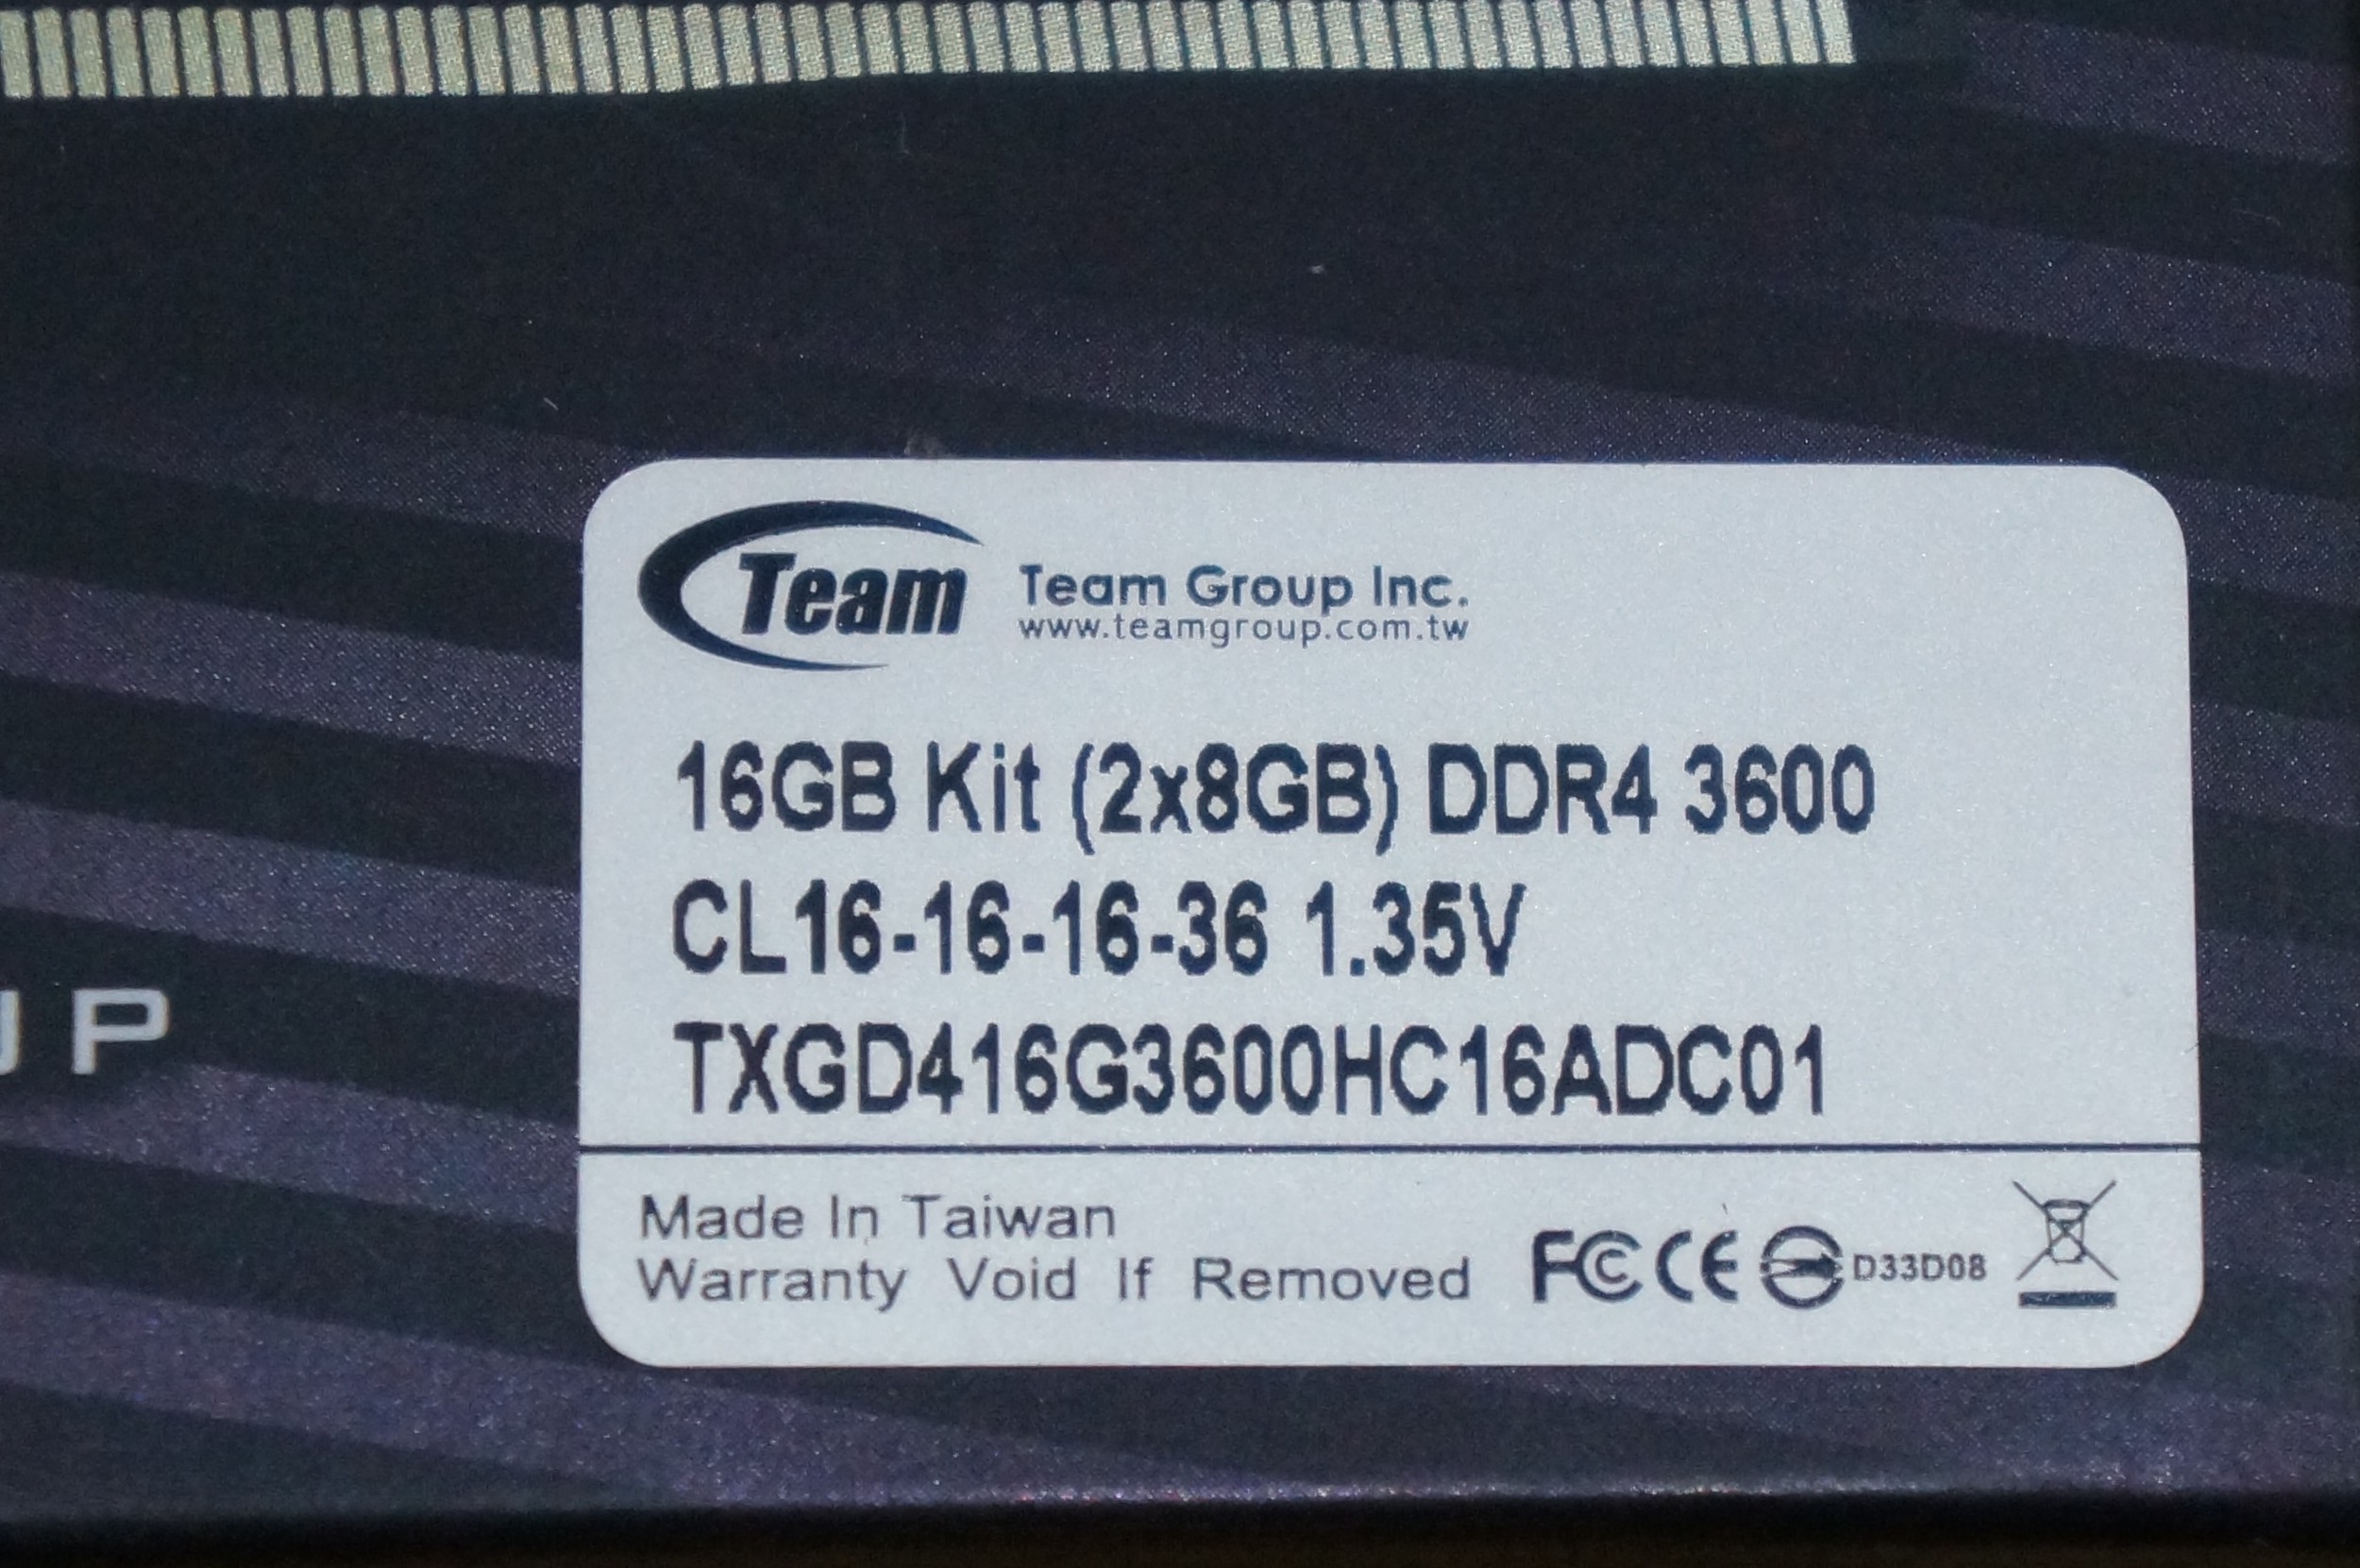 Team
Team Group Inc.
www.teamgroup.com.tw
16GB Kit (2x8GB) DDR4 3600
CL16-16-16-36 1.35V
UP
TXGD416G3600HC16ADC01
Made In Taiwan
Warranty Void If Removed
FC CE D33D08